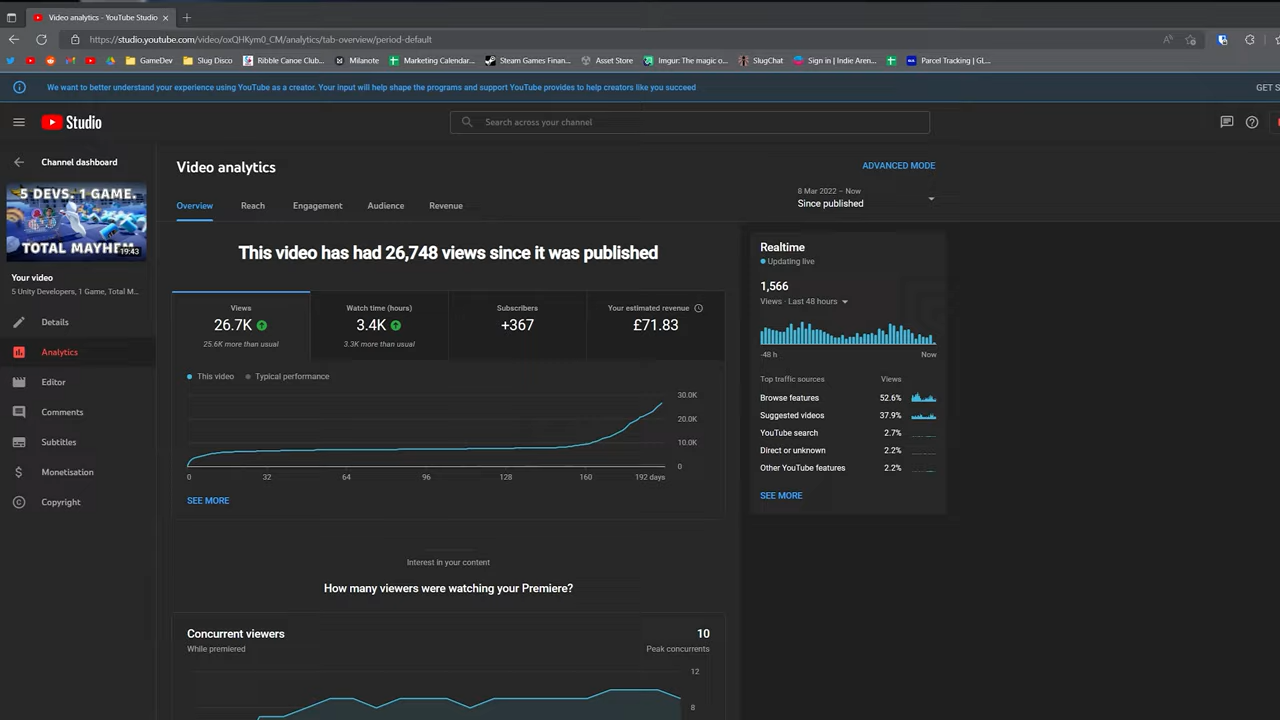 Video analytics - YouTube Studio
https://studio.youtube.com/video/oxQHKym0_CM/analytics/tab-overview/period-default
GameDev
Slug Disco
Ribble Canoe Club...
Milanote
Marketing Calendar...
Steam Games Finan...
Asset Store
Imgur: The magic o...
SlugChat
Sign in | Indie Aren...
Parcel Tracking | GL...
We want to better understand your experience using YouTube as a creator. Your input will help shape the programs and support YouTube provides to help creators like you succeed
GET S
Studio
Search across your channel
Channel dashboard
5 DEVS. 1 GAME.
TOTAL MAYHEM
19:43
Your video
5 Unity Developers, 1 Game, Total M...
Details
Analytics
Editor
Comments
Subtitles
Monetisation
Copyright
Video analytics
ADVANCED MODE
Overview
Reach
Engagement
Audience
Revenue
8 Mar 2022 – Now
Since published
This video has had 26,748 views since it was published
Views
26.7K
25.6K more than usual
Watch time (hours)
3.4K
3.3K more than usual
Subscribers
+367
Your estimated revenue
£71.83
This video
Typical performance
30.0K
20.0K
10.0K
0
0 32 64 96 128 160 192 days
SEE MORE
Realtime
Updating live
1,566
Views · Last 48 hours
-48 h
Now
Top traffic sources Views
Browse features 52.6%
Suggested videos 37.9%
YouTube search 2.7%
Direct or unknown 2.2%
Other YouTube features 2.2%
SEE MORE
Interest in your content
How many viewers were watching your Premiere?
Concurrent viewers 10
While premiered Peak concurrents
12
8